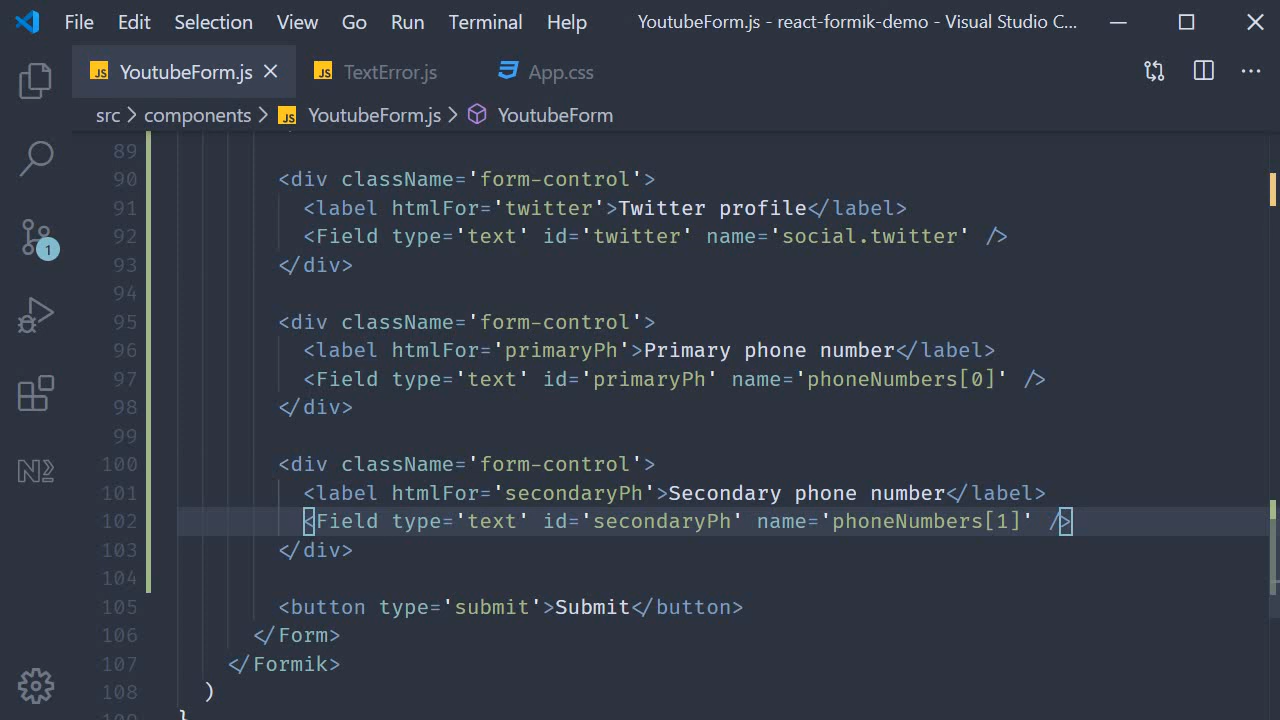 File Edit Selection View Go Run Terminal Help YoutubeForm.js - react-formik-demo - Visual Studio C...
JS YoutubeForm.js JS TextError.js App.css
src > components > JS YoutubeForm.js > YoutubeForm
89
90 <div className='form-control'>
91 <label htmlFor='twitter'>Twitter profile</label>
92 <Field type='text' id='twitter' name='social.twitter' />
93 </div>
94
95 <div className='form-control'>
96 <label htmlFor='primaryPh'>Primary phone number</label>
97 <Field type='text' id='primaryPh' name='phoneNumbers[0]' />
98 </div>
99
100 <div className='form-control'>
101 <label htmlFor='secondaryPh'>Secondary phone number</label>
102 <Field type='text' id='secondaryPh' name='phoneNumbers[1]' />
103 </div>
104
105 <button type='submit'>Submit</button>
106 </Form>
107 </Formik>
108 )
109 }
1